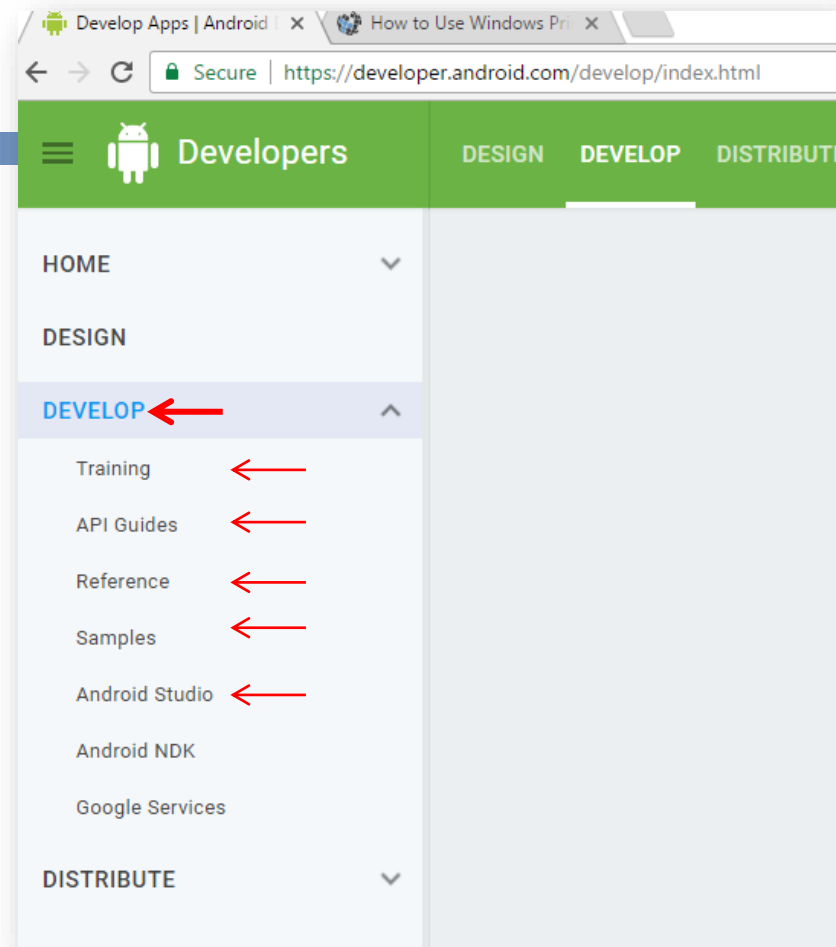 Develop Apps | Android How to Use Windows Pri
Secure | https://developer.android.com/develop/index.html
Developers DESIGN DEVELOP DISTRIBUT
HOME
DESIGN
DEVELOP
Training
API Guides
Reference
Samples
Android Studio
Android NDK
Google Services
DISTRIBUTE